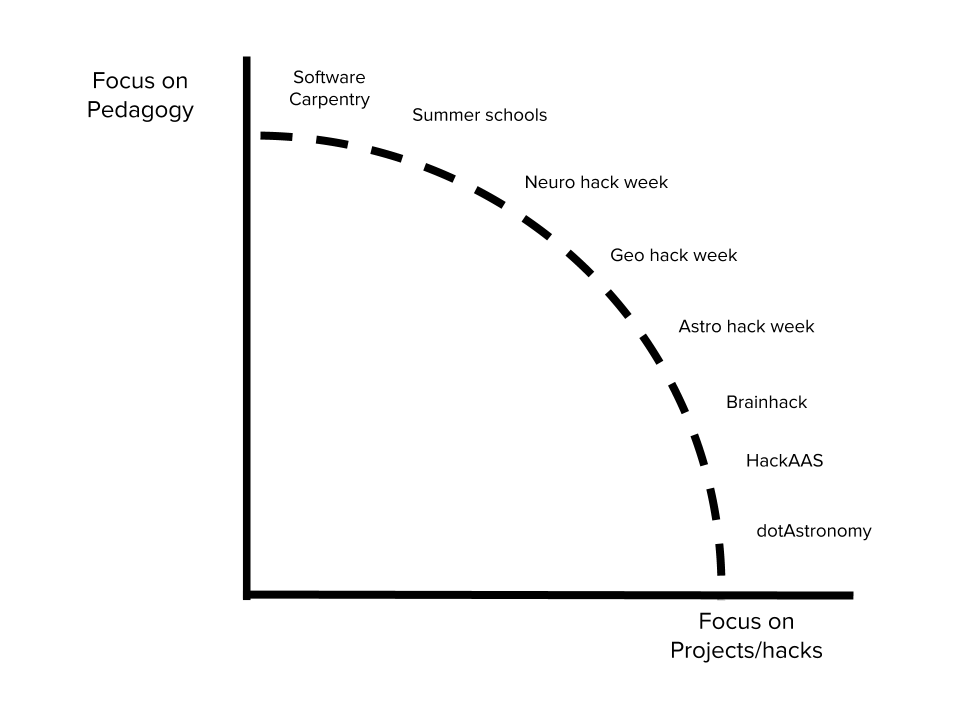 Focus on
Pedagogy
Software
Carpentry
Summer schools
Neuro hack week
Geo hack week
Astro hack week
Brainhack
HackAAS
dotAstronomy
Focus on
Projects/hacks